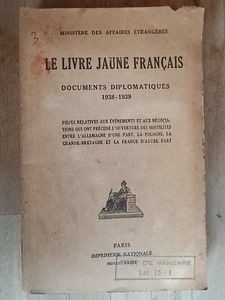 3
MINISTÈRE DES AFFAIRES ÉTRANGÈRES
LE LIVRE JAUNE FRANÇAIS
DOCUMENTS DIPLOMATIQUES
1938-1939
PIÈCES RELATIVES AUX ÉVÉNEMENTS ET AUX NÉGOCIA-
TIONS QUI ONT PRÉCÉDÉ L'OUVERTURE DES HOSTILITÉS
ENTRE L'ALLEMAGNE D'UNE PART, LA POLOGNE, LA
GRANDE-BRETAGNE ET LA FRANCE D'AUTRE PART
PARIS
IMPRIMERIE NATIONALE
DE VANZARE
Lei